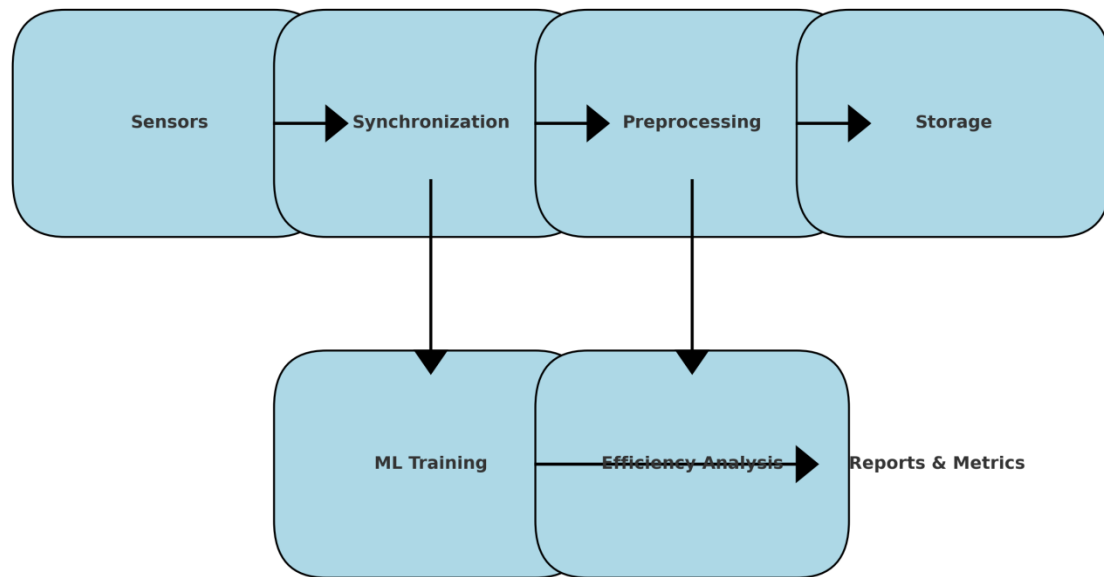 Sensors
Synchronization
Preprocessing
Storage
ML Training
Efficiency Analysis
Reports & Metrics